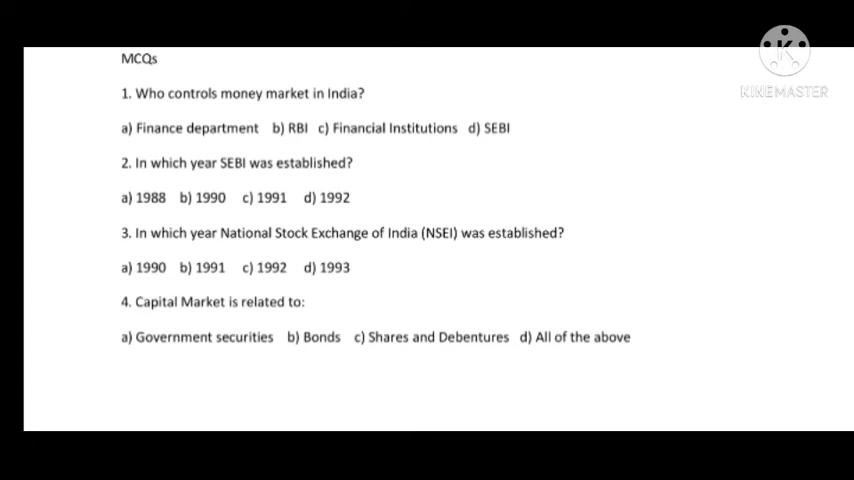 MCQs
KINEMASTER
1. Who controls money market in India?
a) Finance department b) RBI c) Financial Institutions d) SEBI
2. In which year SEBI was established?
a) 1988 b) 1990 c) 1991 d) 1992
3. In which year National Stock Exchange of India (NSEI) was established?
a) 1990 b) 1991 c) 1992 d) 1993
4. Capital Market is related to:
a) Government securities b) Bonds c) Shares and Debentures d) All of the above